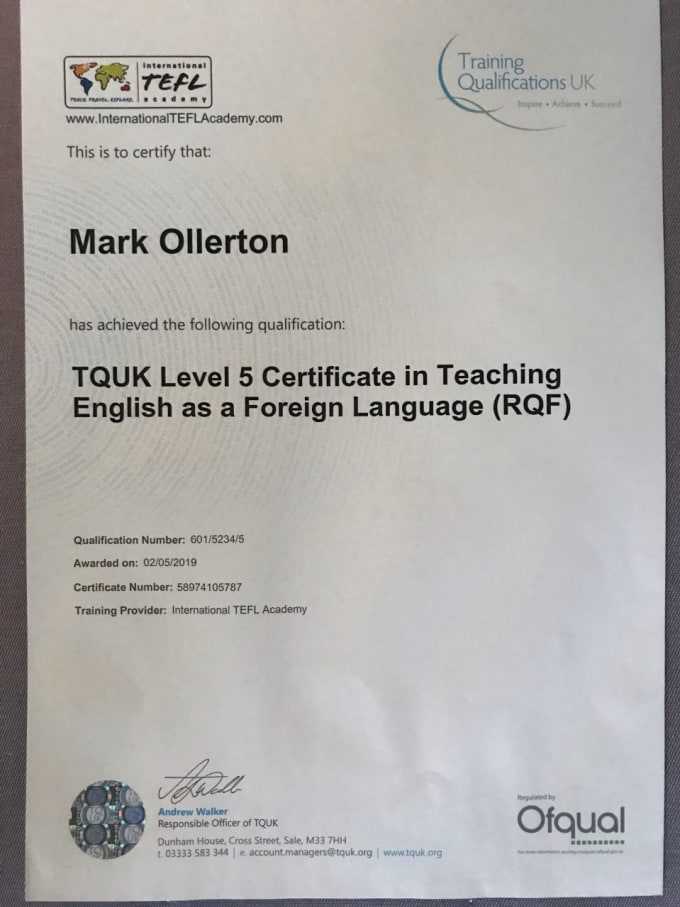 International
TEFL
TEACH. TRAVEL. EXPLORE. academy
www.InternationalTEFLAcademy.com
Training
Qualifications UK
Inspire • Achieve • Succeed
This is to certify that:
Mark Ollerton
has achieved the following qualification:
TQUK Level 5 Certificate in Teaching
English as a Foreign Language (RQF)
Qualification Number: 601/5234/5
Awarded on: 02/05/2019
Certificate Number: 58974105787
Training Provider: International TEFL Academy
Andrew Walker
Responsible Officer of TQUK
Dunham House, Cross Street, Sale, M33 7HH
t. 03333 583 344 | e. account.managers@tquk.org | www.tquk.org
Regulated by
Ofqual